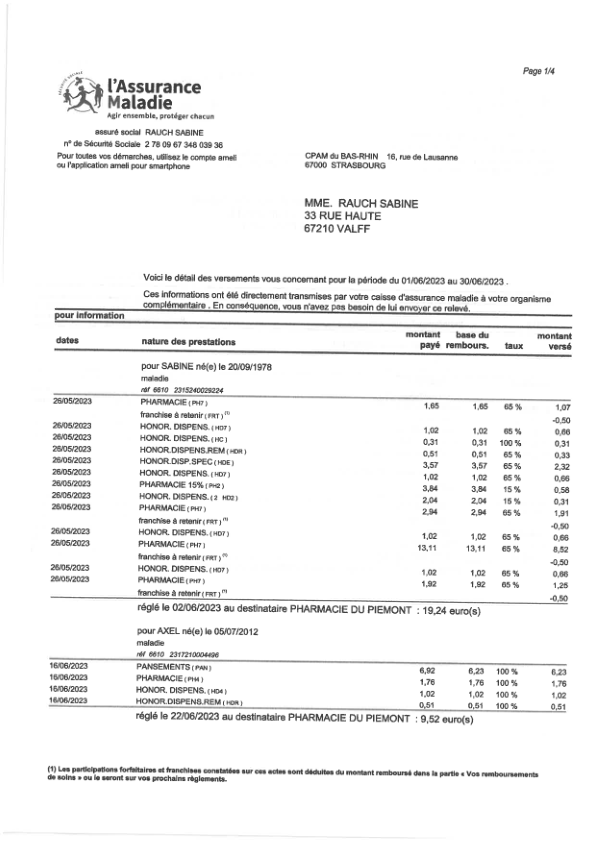 Page 1/4
SÉCURITÉ SOCIALE
l'Assurance
Maladie
Agir ensemble, protéger chacun
assuré social RAUCH SABINE
n° de Sécurité Sociale 2 78 09 67 348 039 36
Pour toutes vos démarches, utilisez le compte ameli
ou l'application ameli pour smartphone
CPAM du BAS-RHIN 16, rue de Lausanne
67000 STRASBOURG
MME. RAUCH SABINE
33 RUE HAUTE
67210 VALFF
Voici le détail des versements vous concernant pour la période du 01/06/2023 au 30/06/2023 .
Ces informations ont été directement transmises par votre caisse d'assurance maladie à votre organisme
complémentaire . En conséquence, vous n'avez pas besoin de lui envoyer ce relevé.
pour information
dates nature des prestations montant payé base du rembours. taux montant versé
pour SABINE né(e) le 20/09/1978
maladie
réf 6610 2315240029224
26/05/2023 PHARMACIE ( PH7 ) 1,65 1,65 65 % 1,07
franchise à retenir ( FRT ) (1) -0,50
26/05/2023 HONOR. DISPENS. ( HD7 ) 1,02 1,02 65 % 0,66
26/05/2023 HONOR. DISPENS. ( HC ) 0,31 0,31 100 % 0,31
26/05/2023 HONOR.DISPENS.REM ( HDR ) 0,51 0,51 65 % 0,33
26/05/2023 HONOR.DISP.SPEC ( HDE ) 3,57 3,57 65 % 2,32
26/05/2023 HONOR. DISPENS. ( HD7 ) 1,02 1,02 65 % 0,66
26/05/2023 PHARMACIE 15% ( PH2 ) 3,84 3,84 15 % 0,58
26/05/2023 HONOR. DISPENS. ( 2 HD2 ) 2,04 2,04 15 % 0,31
26/05/2023 PHARMACIE ( PH7 ) 2,94 2,94 65 % 1,91
franchise à retenir ( FRT ) (1) -0,50
26/05/2023 HONOR. DISPENS. ( HD7 ) 1,02 1,02 65 % 0,66
26/05/2023 PHARMACIE ( PH7 ) 13,11 13,11 65 % 8,52
franchise à retenir ( FRT ) (1) -0,50
26/05/2023 HONOR. DISPENS. ( HD7 ) 1,02 1,02 65 % 0,66
26/05/2023 PHARMACIE ( PH7 ) 1,92 1,92 65 % 1,25
franchise à retenir ( FRT ) (1) -0,50
réglé le 02/06/2023 au destinataire PHARMACIE DU PIEMONT : 19,24 euro(s)
pour AXEL né(e) le 05/07/2012
maladie
réf 6610 2317210004496
16/06/2023 PANSEMENTS ( PAN ) 6,92 6,23 100 % 6,23
16/06/2023 PHARMACIE ( PH4 ) 1,76 1,76 100 % 1,76
16/06/2023 HONOR. DISPENS. ( HD4 ) 1,02 1,02 100 % 1,02
16/06/2023 HONOR.DISPENS.REM ( HDR ) 0,51 0,51 100 % 0,51
réglé le 22/06/2023 au destinataire PHARMACIE DU PIEMONT : 9,52 euro(s)
(1) Les participations forfaitaires et franchises constatées sur ces actes sont déduites du montant remboursé dans la partie « Vos remboursements
de soins » ou le seront sur vos prochains règlements.